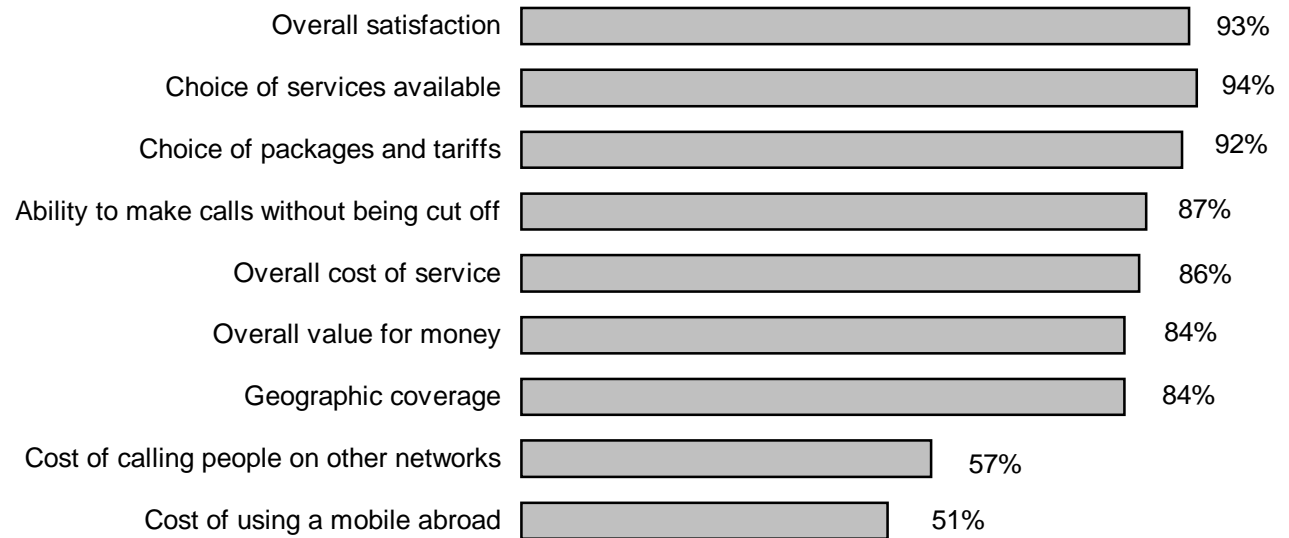 Overall satisfaction 93%
Choice of services available 94%
Choice of packages and tariffs 92%
Ability to make calls without being cut off 87%
Overall cost of service 86%
Overall value for money 84%
Geographic coverage 84%
Cost of calling people on other networks 57%
Cost of using a mobile abroad 51%